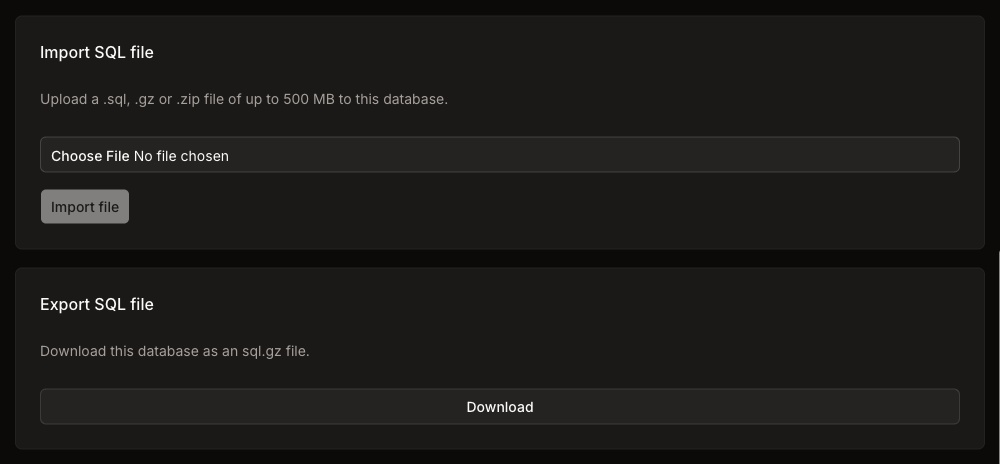 Import SQL file
Upload a .sql, .gz or .zip file of up to 500 MB to this database.
Choose File No file chosen
Import file
Export SQL file
Download this database as an sql.gz file.
Download